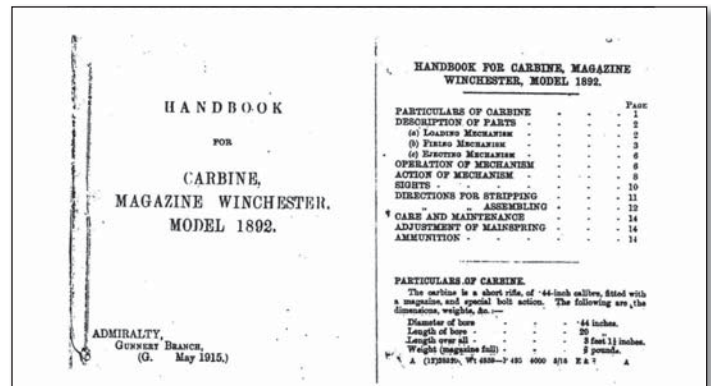 HANDBOOK
FOR
CARBINE,
MAGAZINE WINCHESTER,
MODEL 1892.
ADMIRALTY,
GUNNERY BRANCH,
(G. May 1915.)
HANDBOOK FOR CARBINE, MAGAZINE
WINCHESTER, MODEL 1892.
PAGE
PARTICULARS OF CARBINE - - - 1
DESCRIPTION OF PARTS - - - - 2
(a) LOADING MECHANISM - - - - 2
(b) FIRING MECHANISM - - - - 3
(c) EJECTING MECHANISM - - - - 6
OPERATION OF MECHANISM - - - 6
ACTION OF MECHANISM - - - - 8
SIGHTS - - - - - - - 10
DIRECTIONS FOR STRIPPING - - - 11
„ „ ASSEMBLING - - - 12
CARE AND MAINTENANCE - - - 14
ADJUSTMENT OF MAINSPRING - - - 14
AMMUNITION - - - - - - 14
PARTICULARS OF CARBINE.
The carbine is a short rifle, of ·44-inch calibre, fitted with
a magazine, and special bolt action. The following are the
dimensions, weights, &c. :—
Diameter of bore - - - ·44 inches.
Length of bore - - - - 20 „
Length over all - - - - 3 feet 1½ inches.
Weight (magazine full) - - - pounds.